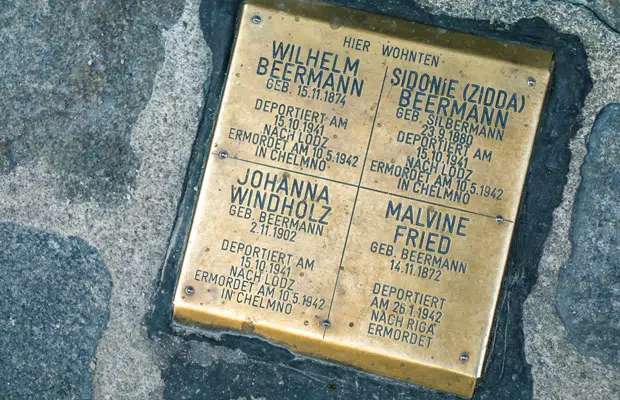 HIER WOHNTEN
WILHELM
BEERMANN
GEB. 15.11.1874
DEPORTIERT AM
15.10.1941
NACH LODZ
ERMORDET AM 10.5.1942
IN CHELMNO
SIDONIE (ZIDDA)
BEERMANN
GEB. SILBERMANN
23.9.1880
DEPORTIERT AM
15.10.1941
NACH LODZ
ERMORDET AM 10.5.1942
IN CHELMNO
JOHANNA
WINDHOLZ
GEB. BEERMANN
2.11.1902
DEPORTIERT AM
15.10.1941
NACH LODZ
ERMORDET AM 10.5.1942
IN CHELMNO
MALVINE
FRIED
GEB. BEERMANN
14.11.1872
DEPORTIERT
AM 26.1.1942
NACH RIGA
ERMORDET